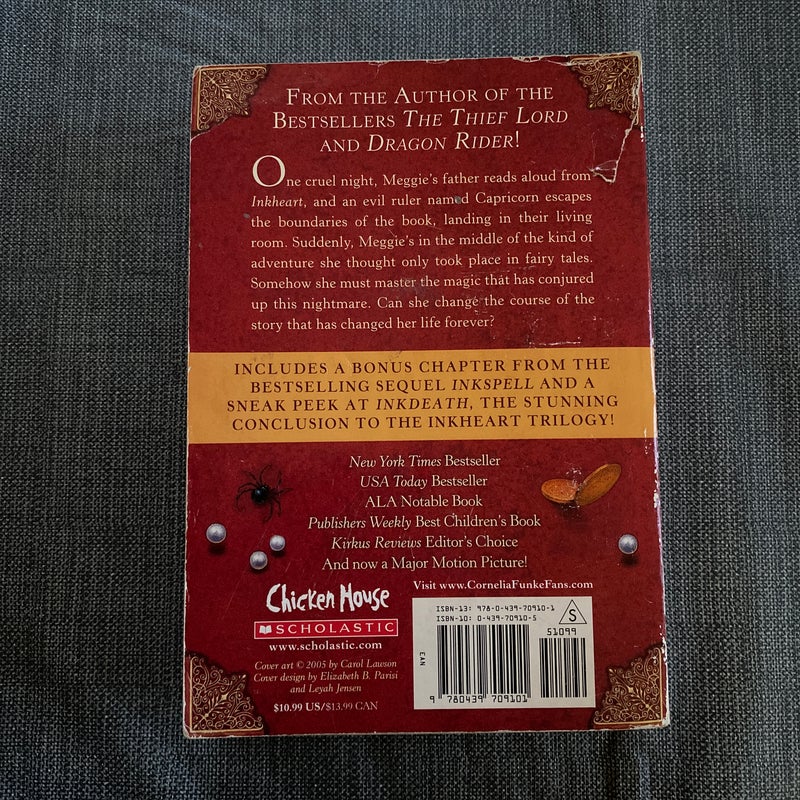 FROM THE AUTHOR OF THE
BESTSELLERS THE THIEF LORD
AND DRAGON RIDER!
One cruel night, Meggie's father reads aloud from
Inkheart, and an evil ruler named Capricorn escapes
the boundaries of the book, landing in their living
room. Suddenly, Meggie's in the middle of the kind of
adventure she thought only took place in fairy tales.
Somehow she must master the magic that has conjured
up this nightmare. Can she change the course of the
story that has changed her life forever?
INCLUDES A BONUS CHAPTER FROM THE
BESTSELLING SEQUEL INKSPELL AND A
SNEAK PEEK AT INKDEATH, THE STUNNING
CONCLUSION TO THE INKHEART TRILOGY!
New York Times Bestseller
USA Today Bestseller
ALA Notable Book
Publishers Weekly Best Children's Book
Kirkus Reviews Editor's Choice
And now a Major Motion Picture!
Visit www.CorneliaFunkeFans.com
Chicken House
SCHOLASTIC
www.scholastic.com
Cover art © 2005 by Carol Lawson
Cover design by Elizabeth B. Parisi
and Leyah Jensen
$10.99 US/$13.99 CAN
ISBN-13: 978-0-439-70910-1
ISBN-10: 0-439-70910-5
S
51099
EAN
9 780439 709101